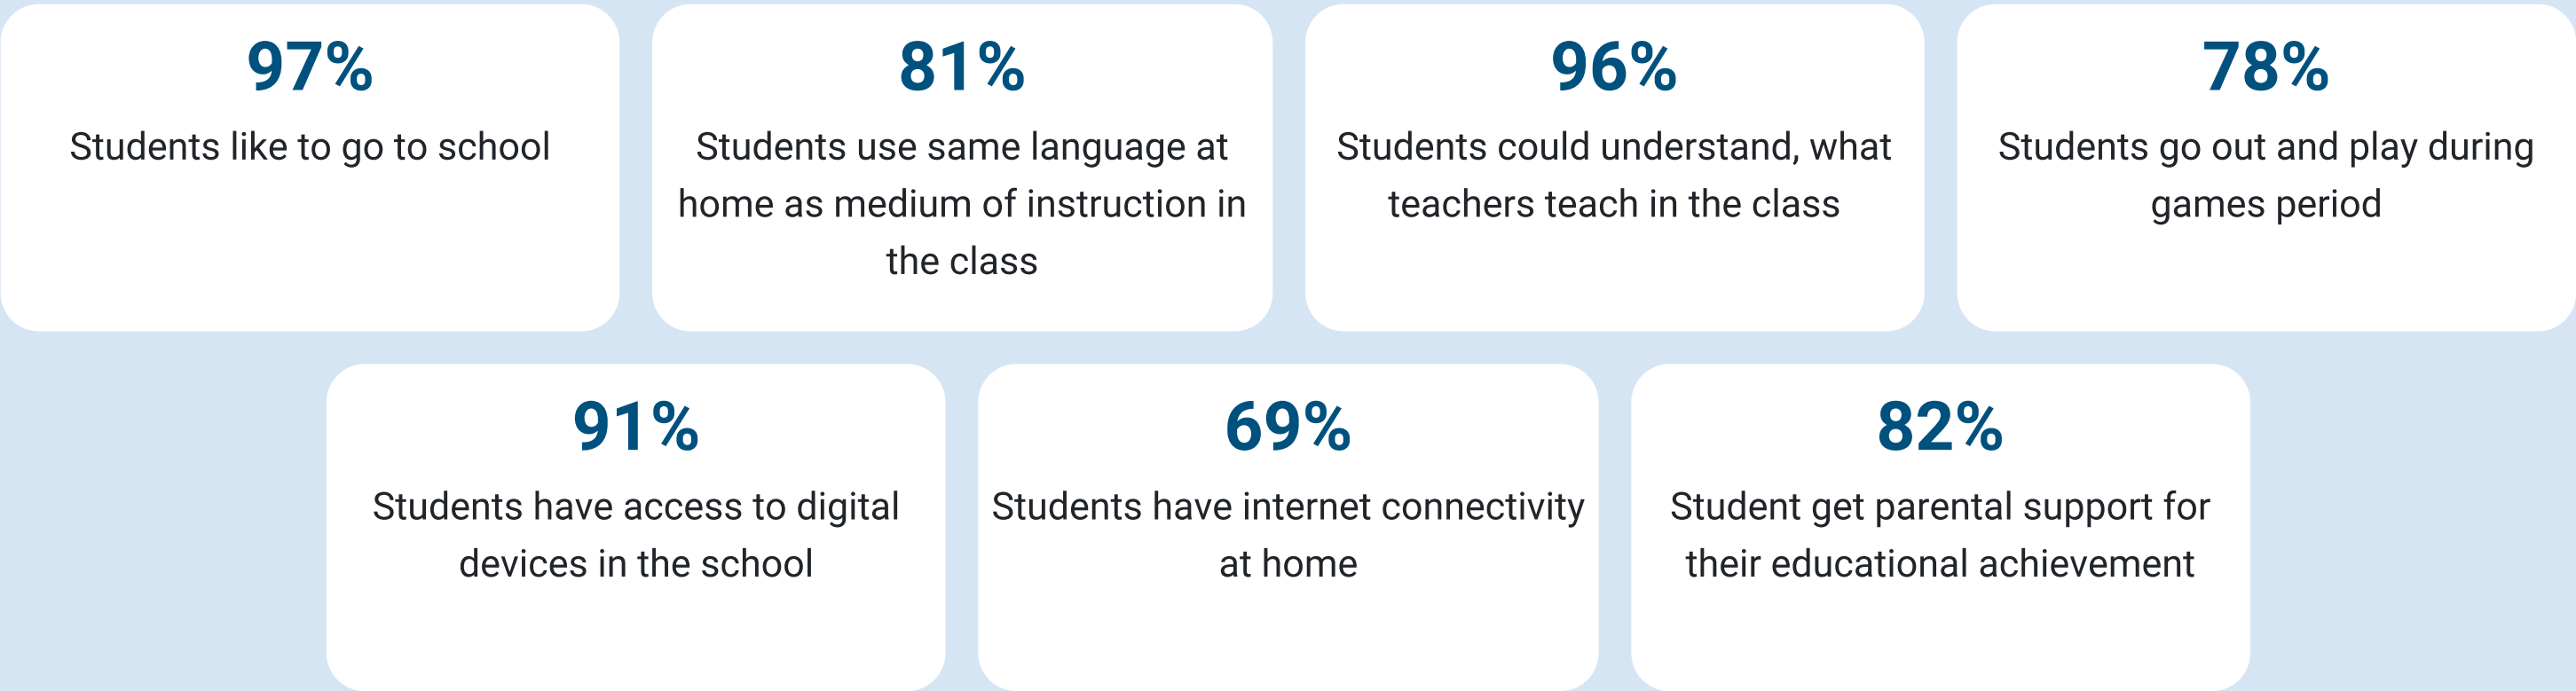 97%
Students like to go to school
81%
Students use same language at
home as medium of instruction in
the class
96%
Students could understand, what
teachers teach in the class
78%
Students go out and play during
games period
91%
Students have access to digital
devices in the school
69%
Students have internet connectivity
at home
82%
Student get parental support for
their educational achievement